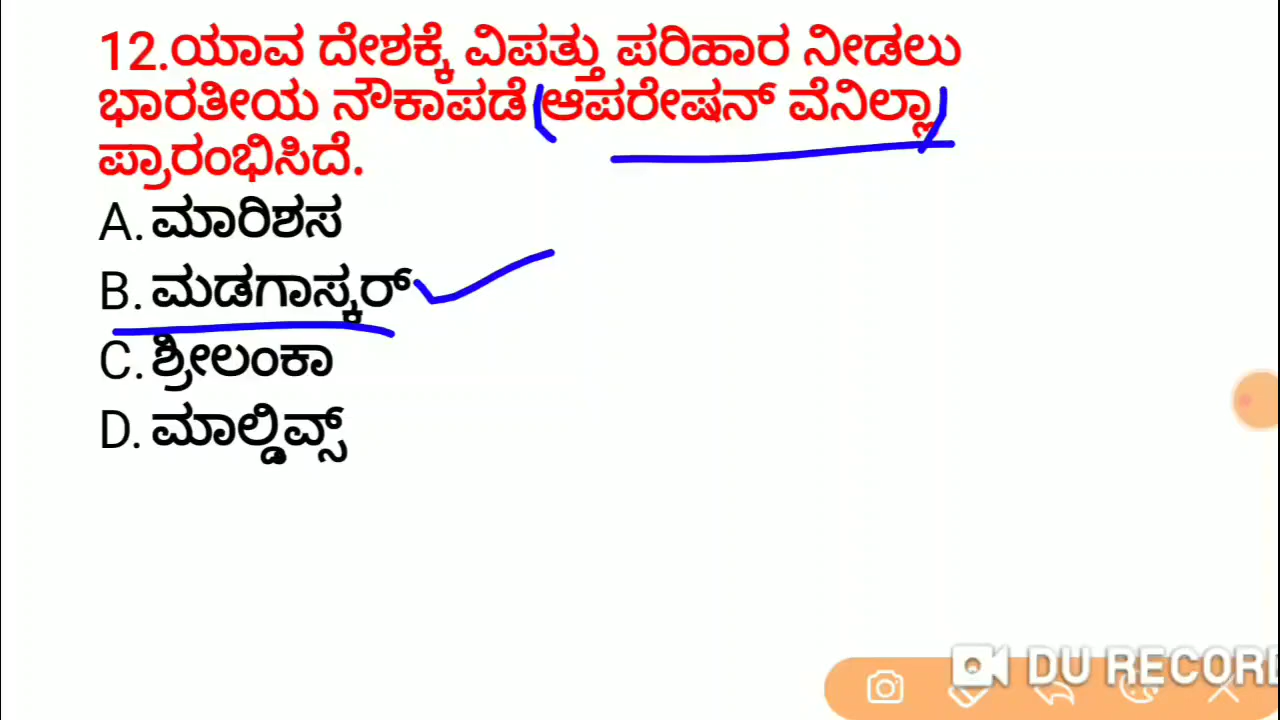 12.ಯಾವ ದೇಶಕ್ಕೆ ವಿಪತ್ತು ಪರಿಹಾರ ನೀಡಲು
ಭಾರತೀಯ ನೌಕಾಪಡೆ(ಆಪರೇಷನ್ ವೆನಿಲ್ಲಾ)
ಪ್ರಾರಂಭಿಸಿದೆ.
A.ಮಾರಿಶಸ
B.ಮಡಗಾಸ್ಕರ್
C.ಶ್ರೀಲಂಕಾ
D.ಮಾಲ್ಡಿವ್ಸ್
DU RECORD